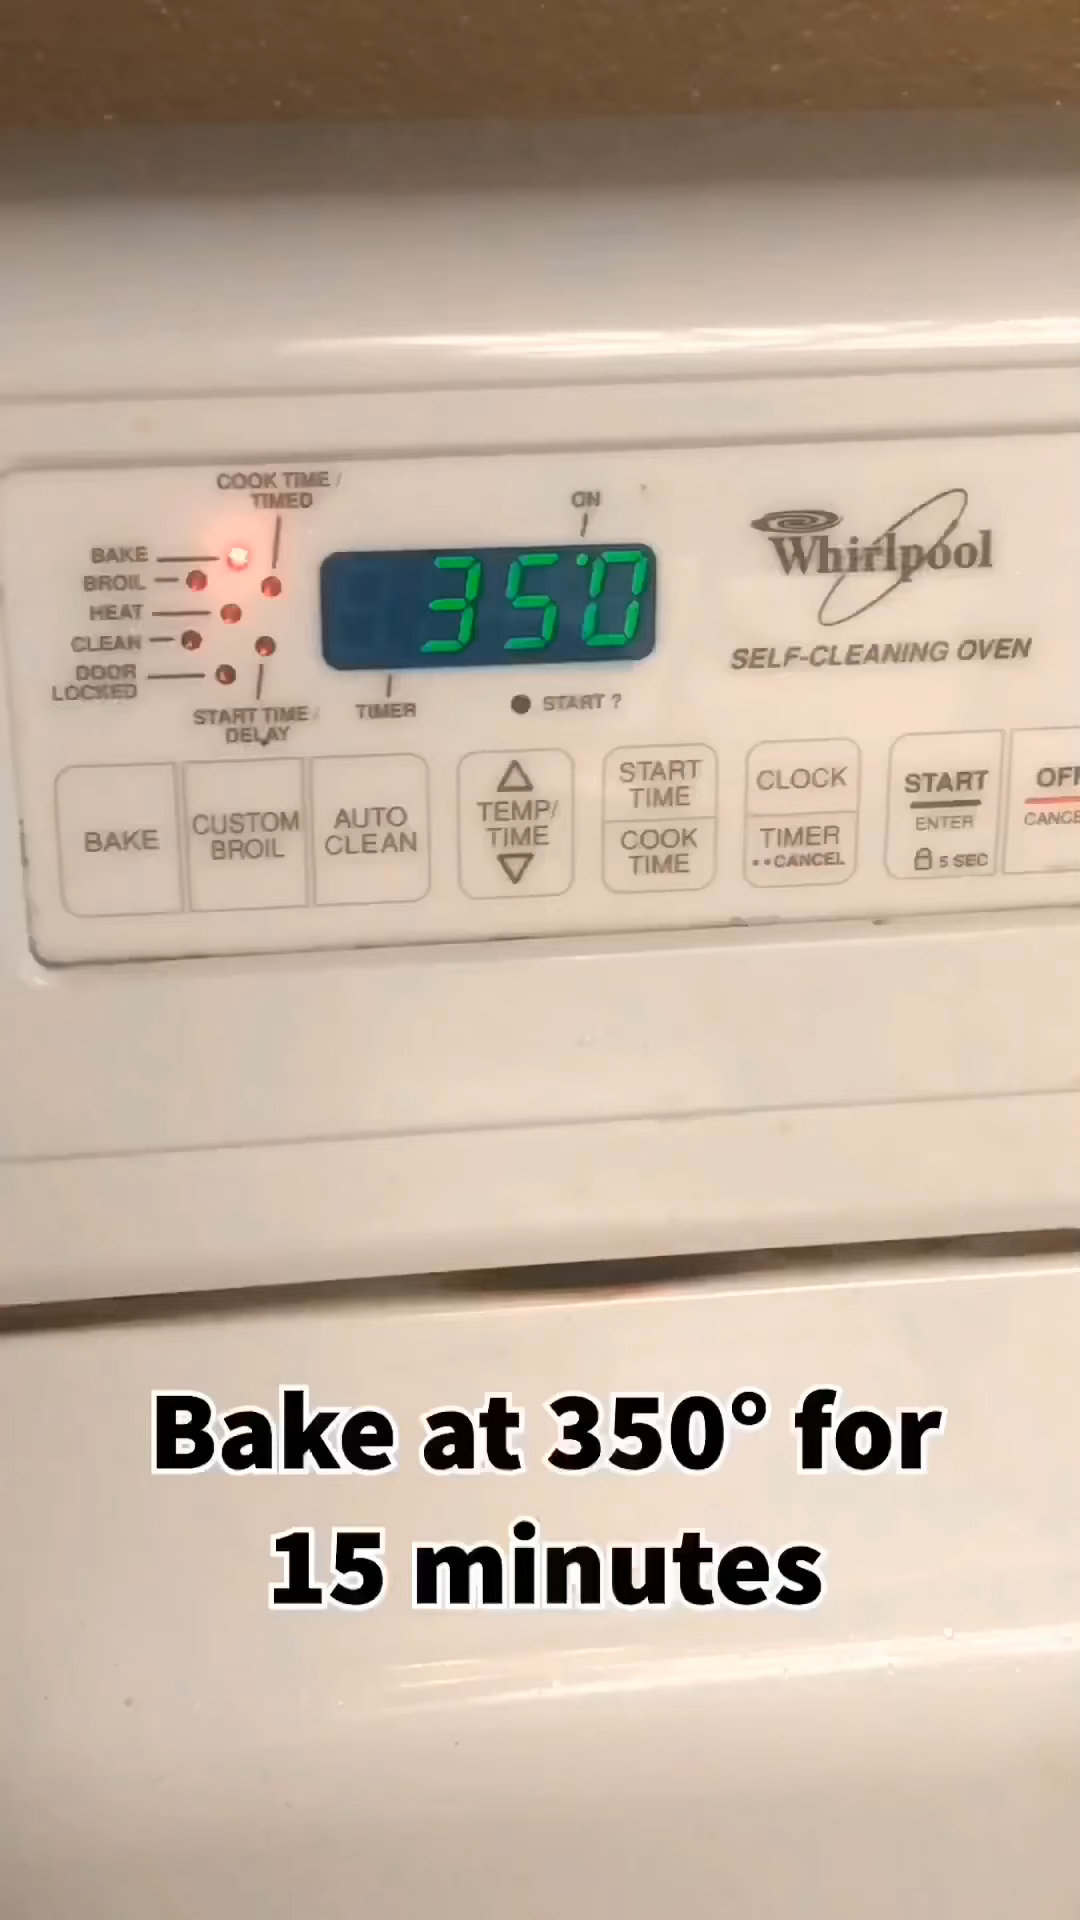 COOK TIME /
TIMED
ON
BAKE
BROIL
HEAT
CLEAN
DOOR
LOCKED
350
Whirlpool
SELF-CLEANING OVEN
START TIME/
DELAY
TIMER
START ?
BAKE
CUSTOM
BROIL
AUTO
CLEAN
TEMP/
TIME
START
TIME
COOK
TIME
CLOCK
TIMER
••CANCEL
START
ENTER
5 SEC
OFF
CANCE
Bake at 350° for
15 minutes